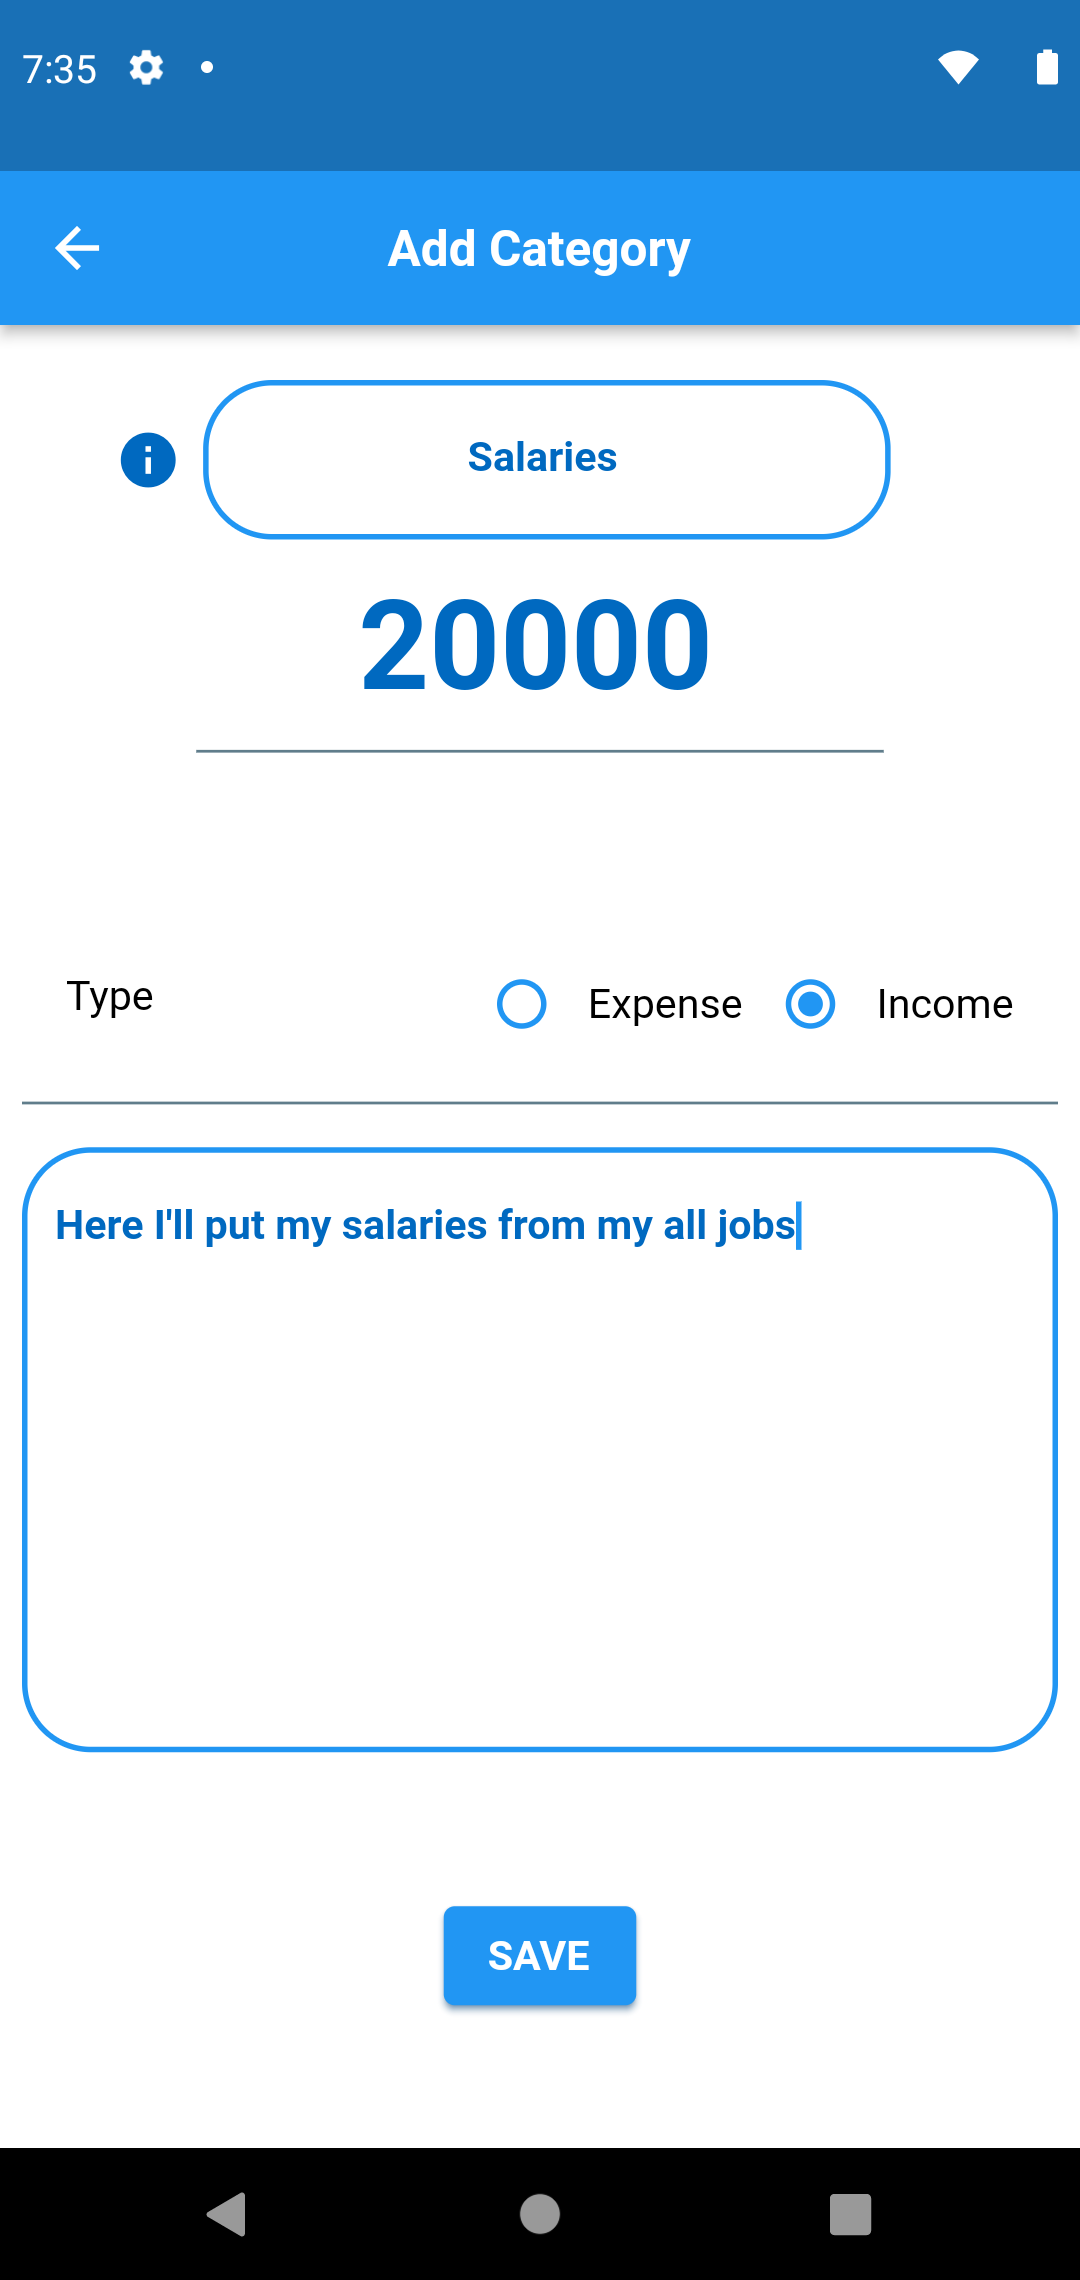 7:35
Add Category
Salaries
20000
Type
Expense
Income
Here I'll put my salaries from my all jobs
SAVE